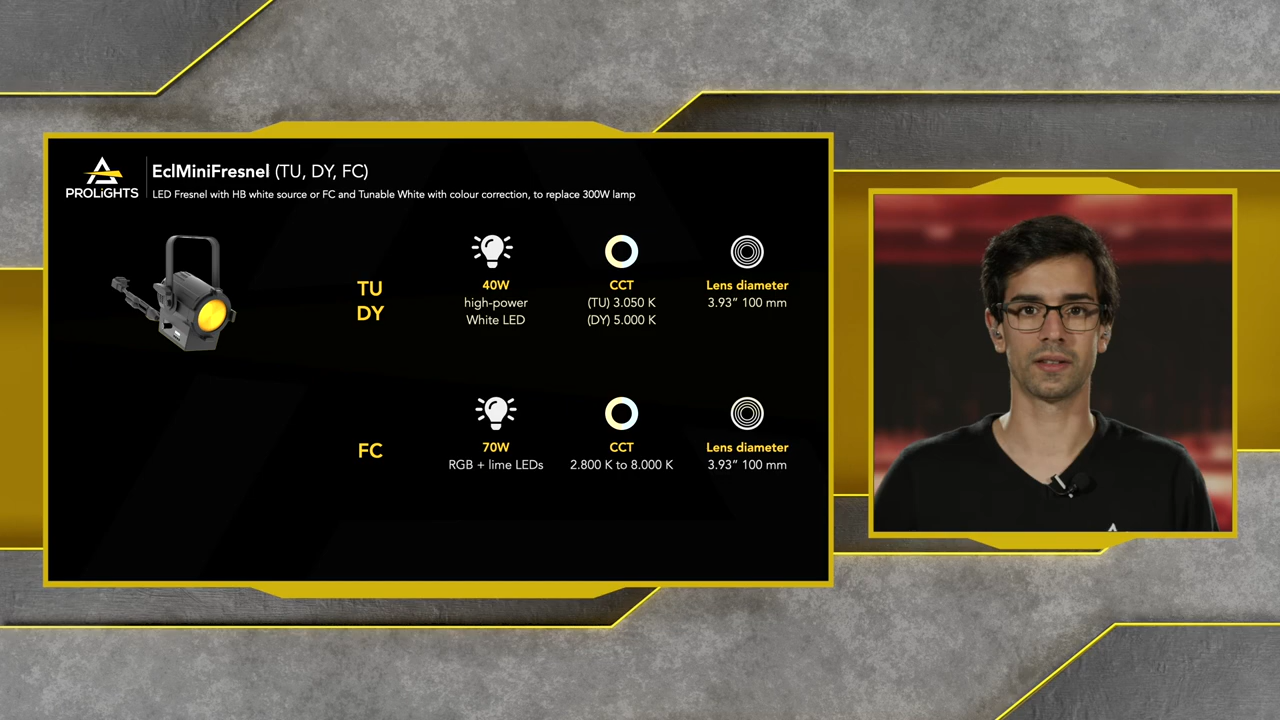 EclMiniFresnel (TU, DY, FC)
PROLIGHTS
LED Fresnel with HB white source or FC and Tunable White with colour correction, to replace 300W lamp
TU
DY
40W
high-power
White LED
CCT
(TU) 3.050 K
(DY) 5.000 K
Lens diameter
3.93” 100 mm
FC
70W
RGB + lime LEDs
CCT
2.800 K to 8.000 K
Lens diameter
3.93” 100 mm